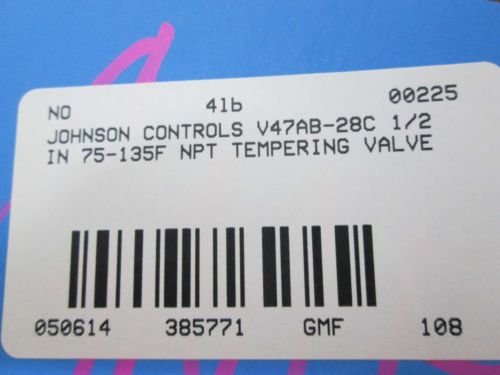 NO 41b 00225
JOHNSON CONTROLS V47AB-28C 1/2
IN 75-135F NPT TEMPERING VALVE
050614 385771 GMF 108